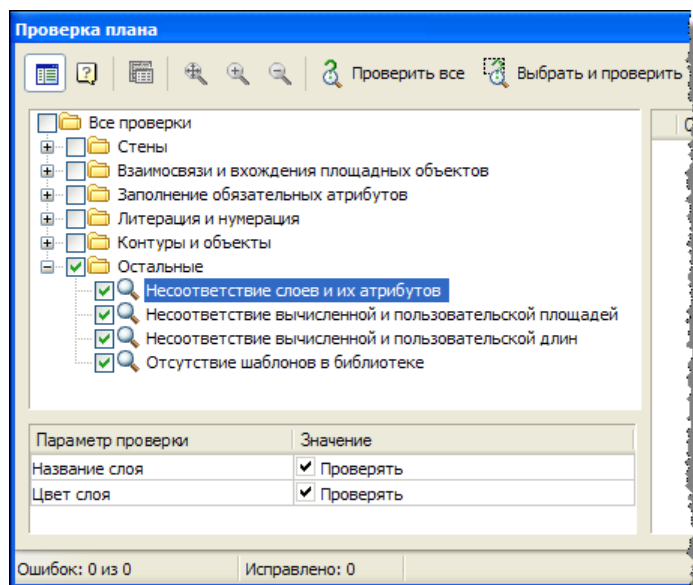 Проверка плана
Проверить все Выбрать и проверить
Все проверки
Стены
Взаимосвязи и вхождения площадных объектов
Заполнение обязательных атрибутов
Литерация и нумерация
Контуры и объекты
Остальные
Несоответствие слоев и их атрибутов
Несоответствие вычисленной и пользовательской площадей
Несоответствие вычисленной и пользовательской длин
Отсутствие шаблонов в библиотеке
Параметр проверки Значение
Название слоя Проверять
Цвет слоя Проверять
Ошибок: 0 из 0 Исправлено: 0